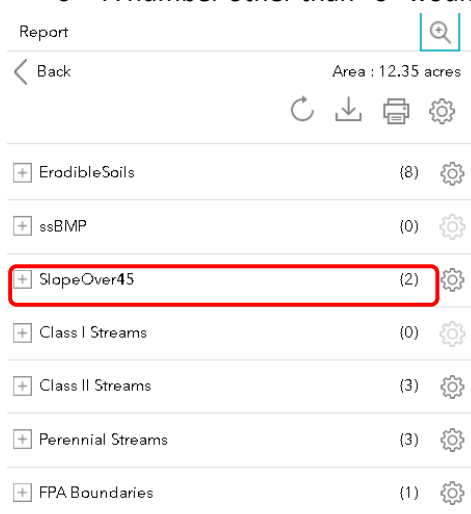 Report
Back Area : 12.35 acres
ErodibleSoils (8)
ssBMP (0)
SlopeOver45 (2)
Class I Streams (0)
Class II Streams (3)
Perennial Streams (3)
FPA Boundaries (1)